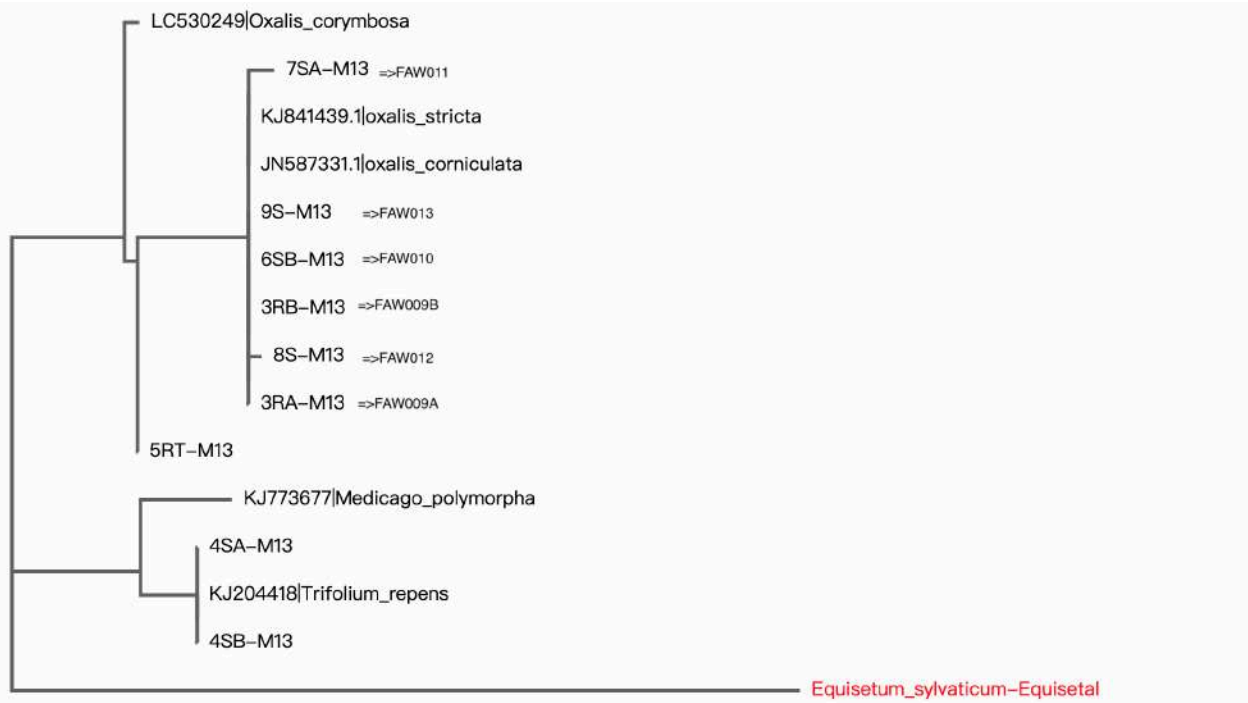 LC530249|Oxalis_corymbosa
7SA-M13 =>FAW011
KJ841439.1|oxalis_stricta
JN587331.1|oxalis_corniculata
9S-M13 =>FAW013
6SB-M13 =>FAW010
3RB-M13 =>FAW009B
8S-M13 =>FAW012
3RA-M13 =>FAW009A
5RT-M13
KJ773677|Medicago_polymorpha
4SA-M13
KJ204418|Trifolium_repens
4SB-M13
Equisetum_sylvaticum-Equisetal